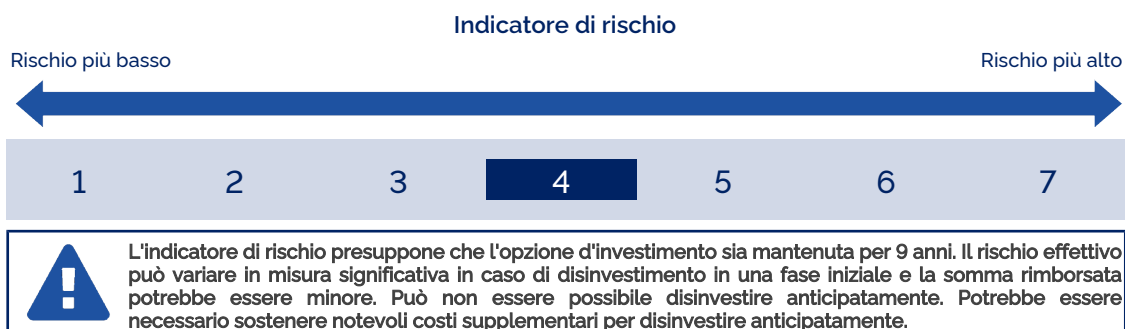 Indicatore di rischio
Rischio più basso
Rischio più alto
1 2 3 4 5 6 7
L'indicatore di rischio presuppone che l'opzione d'investimento sia mantenuta per 9 anni. Il rischio effettivo
può variare in misura significativa in caso di disinvestimento in una fase iniziale e la somma rimborsata
potrebbe essere minore. Può non essere possibile disinvestire anticipatamente. Potrebbe essere
necessario sostenere notevoli costi supplementari per disinvestire anticipatamente.